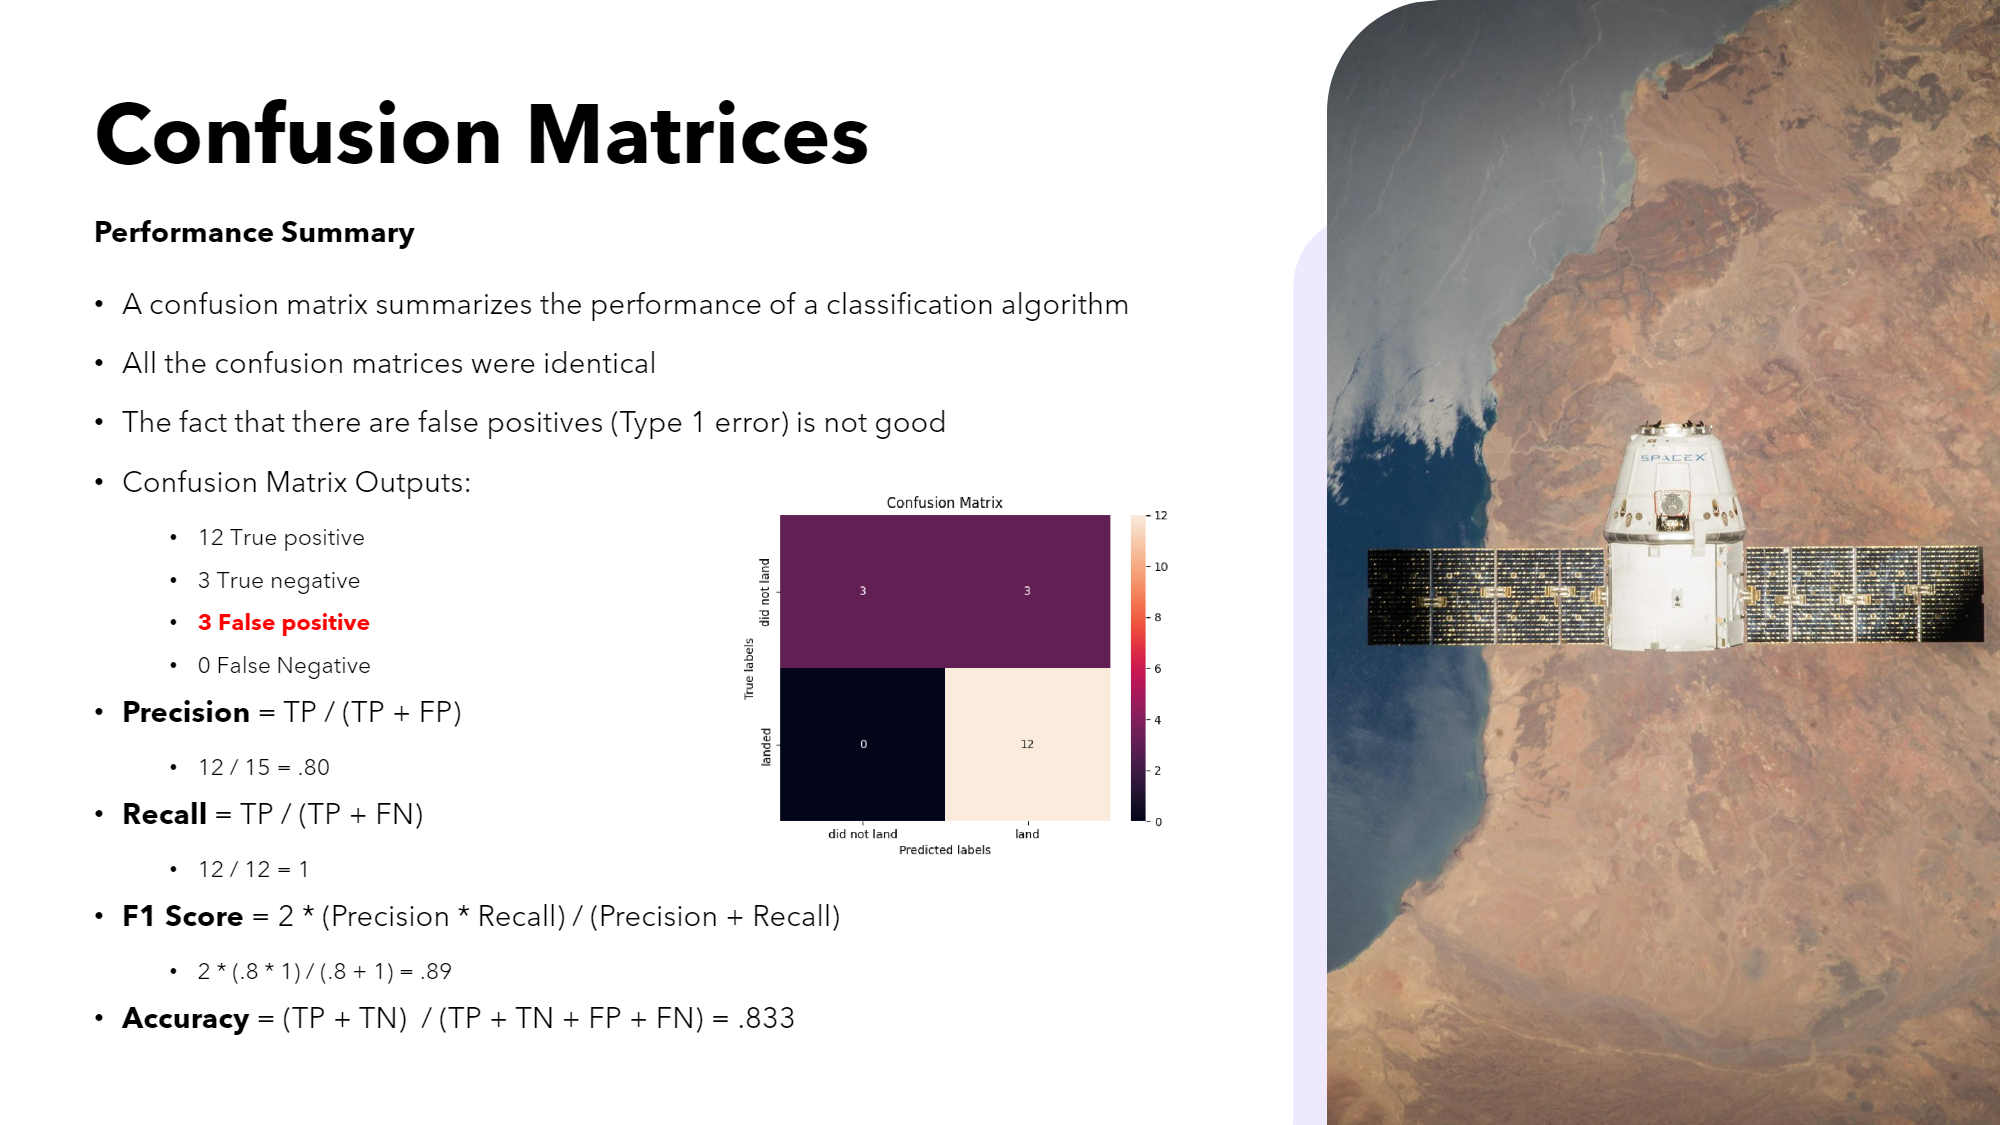 Confusion Matrices
Performance Summary
• A confusion matrix summarizes the performance of a classification algorithm
• All the confusion matrices were identical
• The fact that there are false positives (Type 1 error) is not good
• Confusion Matrix Outputs:
• 12 True positive
• 3 True negative
• 3 False positive
• 0 False Negative
• Precision = TP / (TP + FP)
• 12 / 15 = .80
• Recall = TP / (TP + FN)
• 12 / 12 = 1
• F1 Score = 2 * (Precision * Recall) / (Precision + Recall)
• 2 * (.8 * 1) / (.8 + 1) = .89
• Accuracy = (TP + TN)  / (TP + TN + FP + FN) = .833
Confusion Matrix
True labels
did not land
landed
3 3
0 12
did not land land
Predicted labels
12
10
8
6
4
2
0
SPACEX